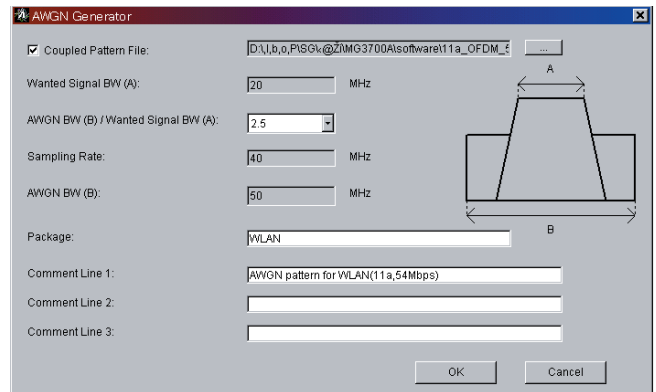 AWGN Generator
Coupled Pattern File:
...
Wanted Signal BW (A): 20 MHz
A
AWGN BW (B) / Wanted Signal BW (A): 2.5
Sampling Rate: 40 MHz
AWGN BW (B): 50 MHz
B
Package: WLAN
Comment Line 1: AWGN pattern for WLAN(11a,54Mbps)
Comment Line 2:
Comment Line 3:
OK Cancel